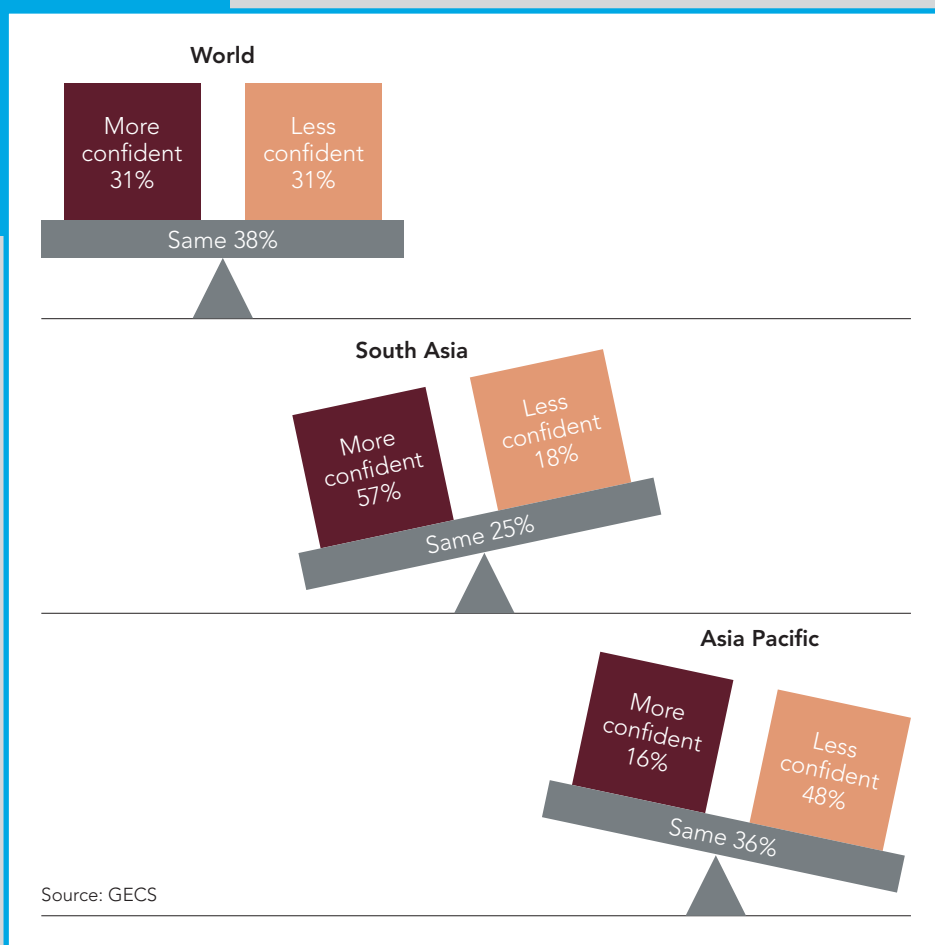 World
More
confident
31%
Less
confident
31%
Same 38%
South Asia
More
confident
57%
Less
confident
18%
Same 25%
Asia Pacific
More
confident
16%
Less
confident
48%
Same 36%
Source: GECS